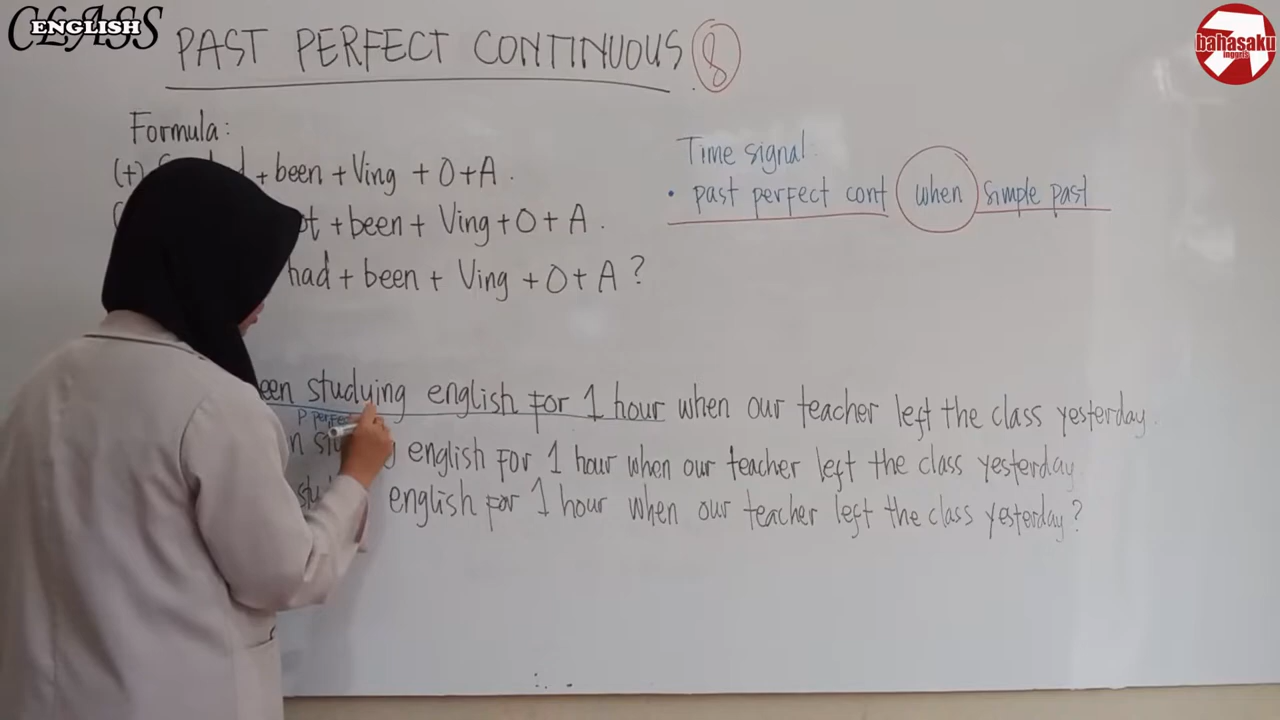 CLASS
ENGLISH
bahasaku
inggris
PAST PERFECT CONTINUOUS 8
Formula:
(+) + been + Ving + O + A .
+ been + Ving + O + A .
had + been + Ving + O + A ?
Time signal:
• past perfect cont when simple past
studying english for 1 hour when our teacher left the class yesterday.
english for 1 hour when our teacher left the class yesterday
english for 1 hour when our teacher left the class yesterday?